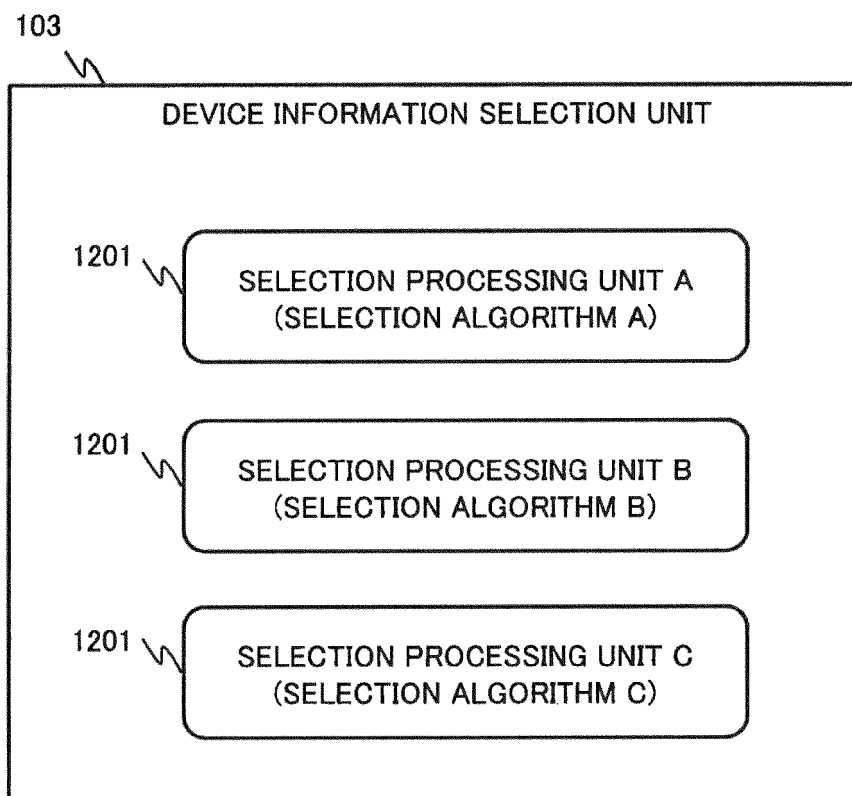 103
DEVICE INFORMATION SELECTION UNIT
1201
SELECTION PROCESSING UNIT A
(SELECTION ALGORITHM A)
1201
SELECTION PROCESSING UNIT B
(SELECTION ALGORITHM B)
1201
SELECTION PROCESSING UNIT C
(SELECTION ALGORITHM C)